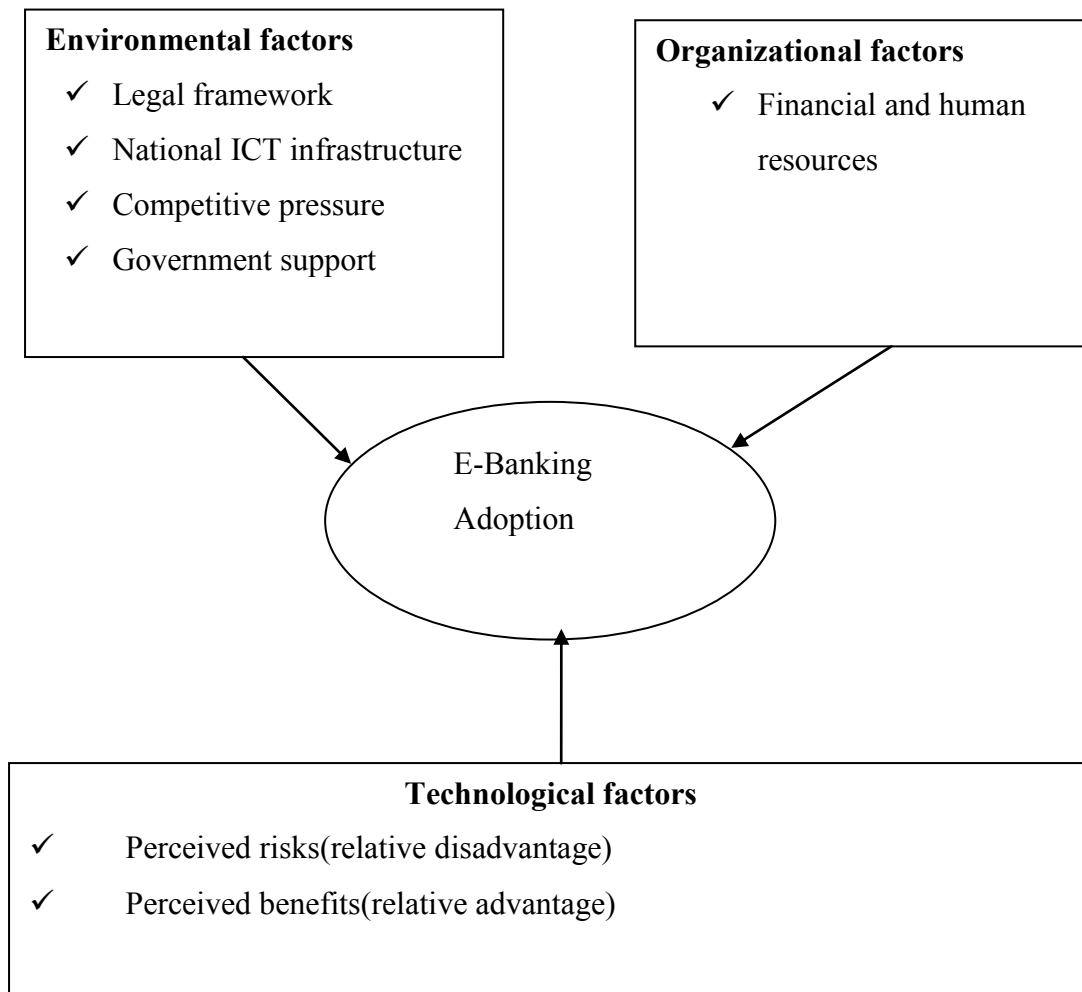 Environmental factors
✓ Legal framework
✓ National ICT infrastructure
✓ Competitive pressure
✓ Government support
Organizational factors
✓ Financial and human
resources
E-Banking
Adoption
Technological factors
✓ Perceived risks(relative disadvantage)
✓ Perceived benefits(relative advantage)